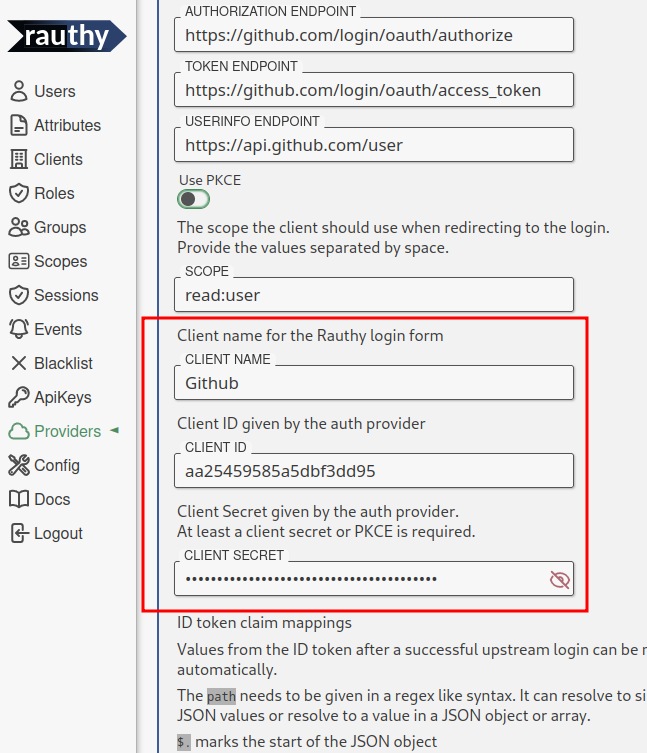 rauthy
Users
Attributes
Clients
Roles
Groups
Scopes
Sessions
Events
Blacklist
ApiKeys
Providers
Config
Docs
Logout
AUTHORIZATION ENDPOINT
https://github.com/login/oauth/authorize
TOKEN ENDPOINT
https://github.com/login/oauth/access_token
USERINFO ENDPOINT
https://api.github.com/user
Use PKCE
The scope the client should use when redirecting to the login.
Provide the values separated by space.
SCOPE
read:user
Client name for the Rauthy login form
CLIENT NAME
Github
Client ID given by the auth provider
CLIENT ID
aa25459585a5dbf3dd95
Client Secret given by the auth provider.
At least a client secret or PKCE is required.
CLIENT SECRET
••••••••••••••••••••••••••••••••••••••••
ID token claim mappings
Values from the ID token after a successful upstream login can be
automatically.
The path needs to be given in a regex like syntax. It can resolve to
JSON values or resolve to a value in a JSON object or array.
$. marks the start of the JSON object